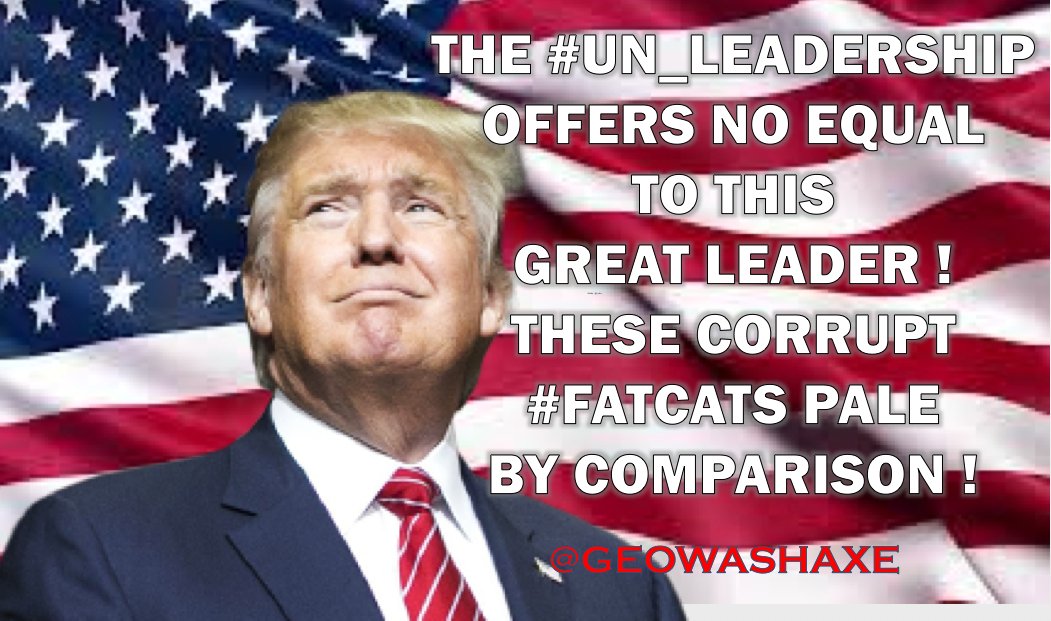 THE #UN_LEADERSHIP
OFFERS NO EQUAL
TO THIS
GREAT LEADER !
THESE CORRUPT
#FATCATS PALE
BY COMPARISON !
@GEOWASHAXE